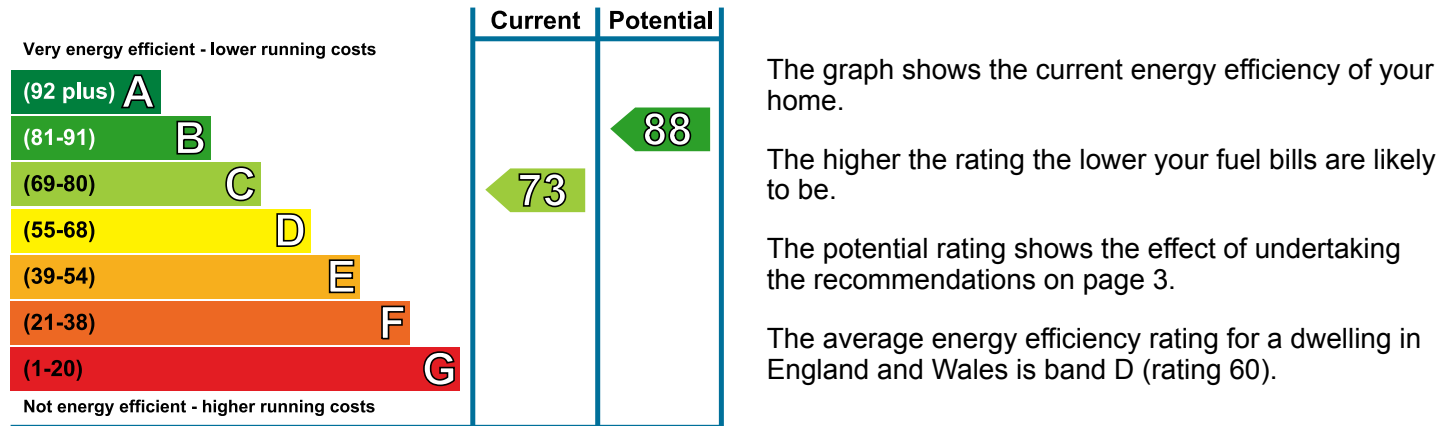 Current Potential
Very energy efficient - lower running costs
(92 plus) A
(81-91) B
88
(69-80) C
73
(55-68) D
(39-54) E
(21-38) F
(1-20) G
Not energy efficient - higher running costs
The graph shows the current energy efficiency of your
home.
The higher the rating the lower your fuel bills are likely
to be.
The potential rating shows the effect of undertaking
the recommendations on page 3.
The average energy efficiency rating for a dwelling in
England and Wales is band D (rating 60).